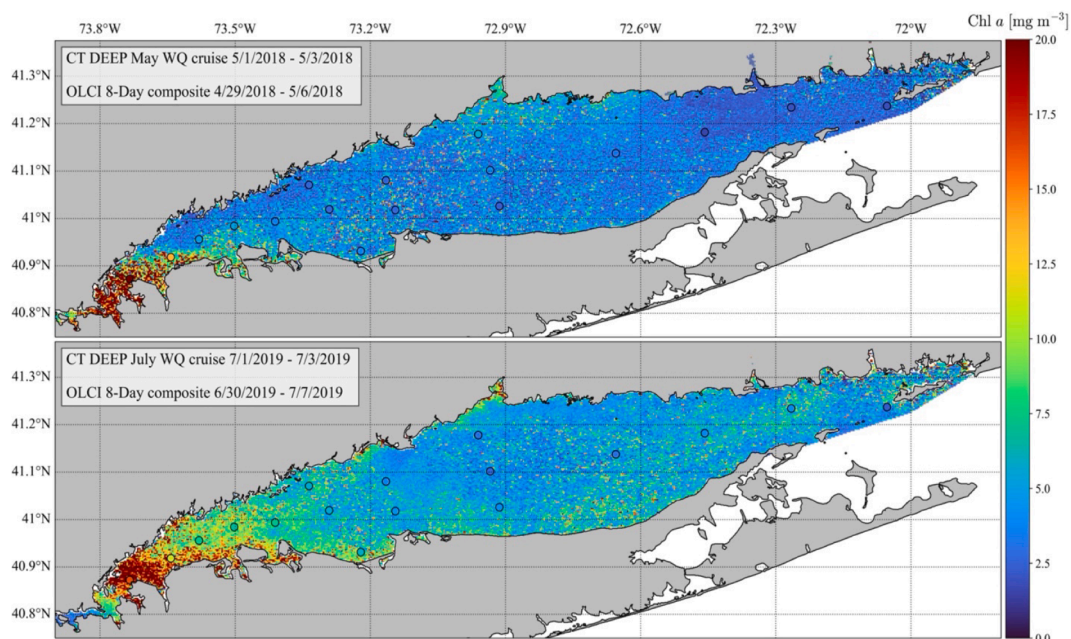 73.8°W 73.5°W 73.2°W 72.9°W 72.6°W 72.3°W 72°W
Chl a [mg m⁻³]
CT DEEP May WQ cruise 5/1/2018 - 5/3/2018
OLCI 8-Day composite 4/29/2018 - 5/6/2018
41.3°N
41.2°N
41.1°N
41°N
40.9°N
40.8°N
CT DEEP July WQ cruise 7/1/2019 - 7/3/2019
OLCI 8-Day composite 6/30/2019 - 7/7/2019
41.3°N
41.2°N
41.1°N
41°N
40.9°N
40.8°N
20.0
17.5
15.0
12.5
10.0
7.5
5.0
2.5
0.0